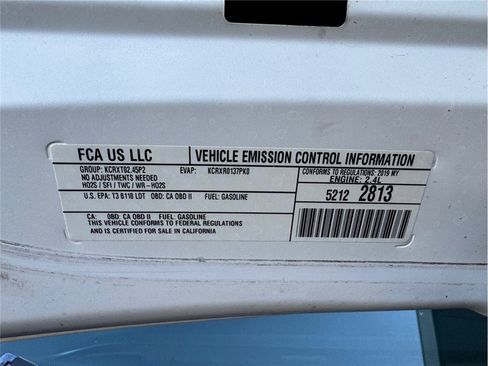 FCA US LLC
VEHICLE EMISSION CONTROL INFORMATION
GROUP: KCRXT02.45P2 EVAP: KCRXR0137PK0
NO ADJUSTMENTS NEEDED
HO2S / SFI / TWC / WR-HO2S
CONFORMS TO REGULATIONS: 2019 MY
ENGINE: 2.4L
U.S. EPA: T3 B110 LDT OBD: CA OBD II FUEL: GASOLINE
5212 2813
CA: OBD: CA OBD II FUEL: GASOLINE
THIS VEHICLE CONFORMS TO FEDERAL REGULATIONS
AND IS CERTIFIED FOR SALE IN CALIFORNIA